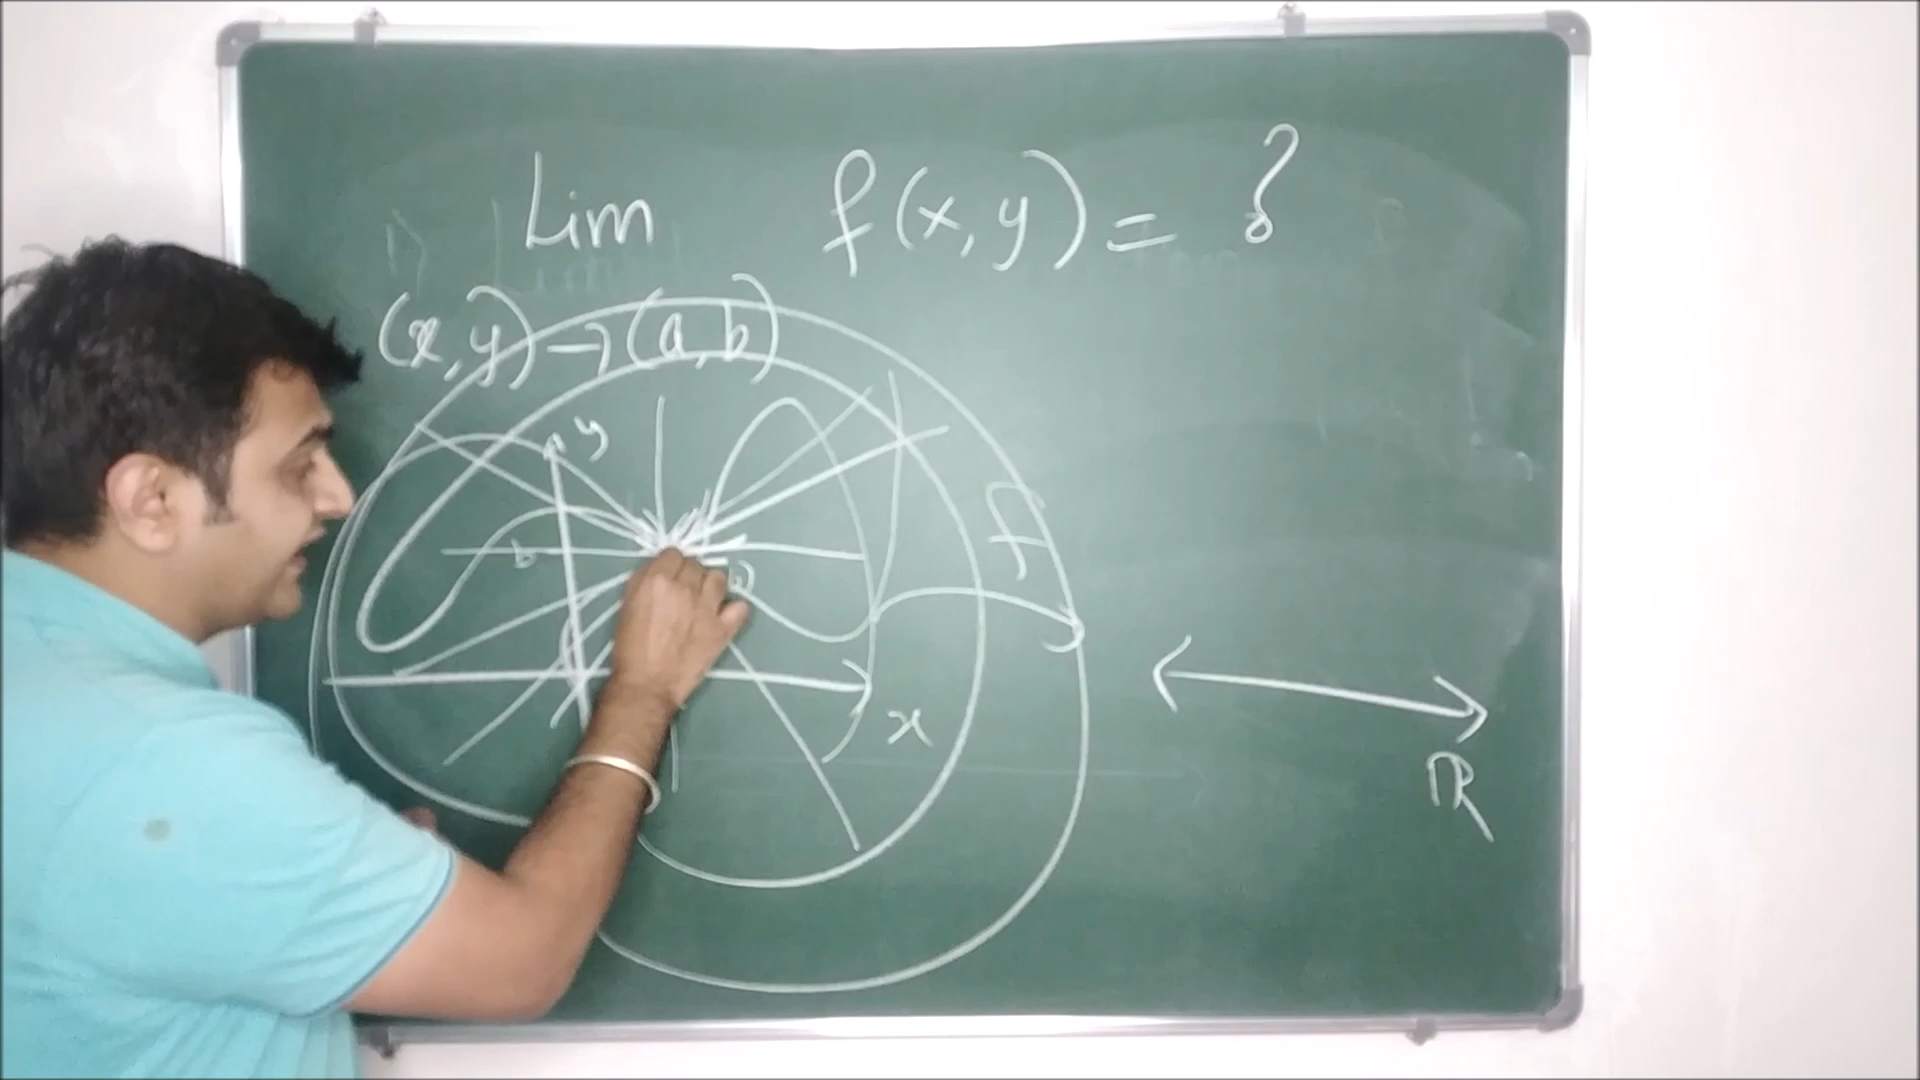 Lim f(x,y) = ?
(x,y) → (a,b)
y
f
b
x
ℝ